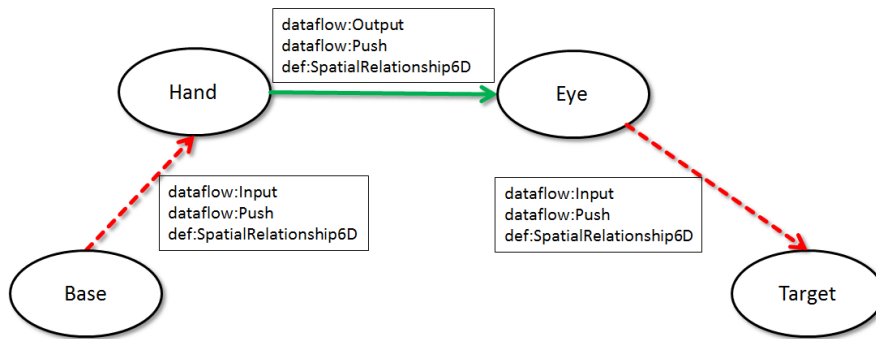 dataflow:Output
dataflow:Push
def:SpatialRelationship6D
Hand
Eye
dataflow:Input
dataflow:Push
def:SpatialRelationship6D
dataflow:Input
dataflow:Push
def:SpatialRelationship6D
Base
Target